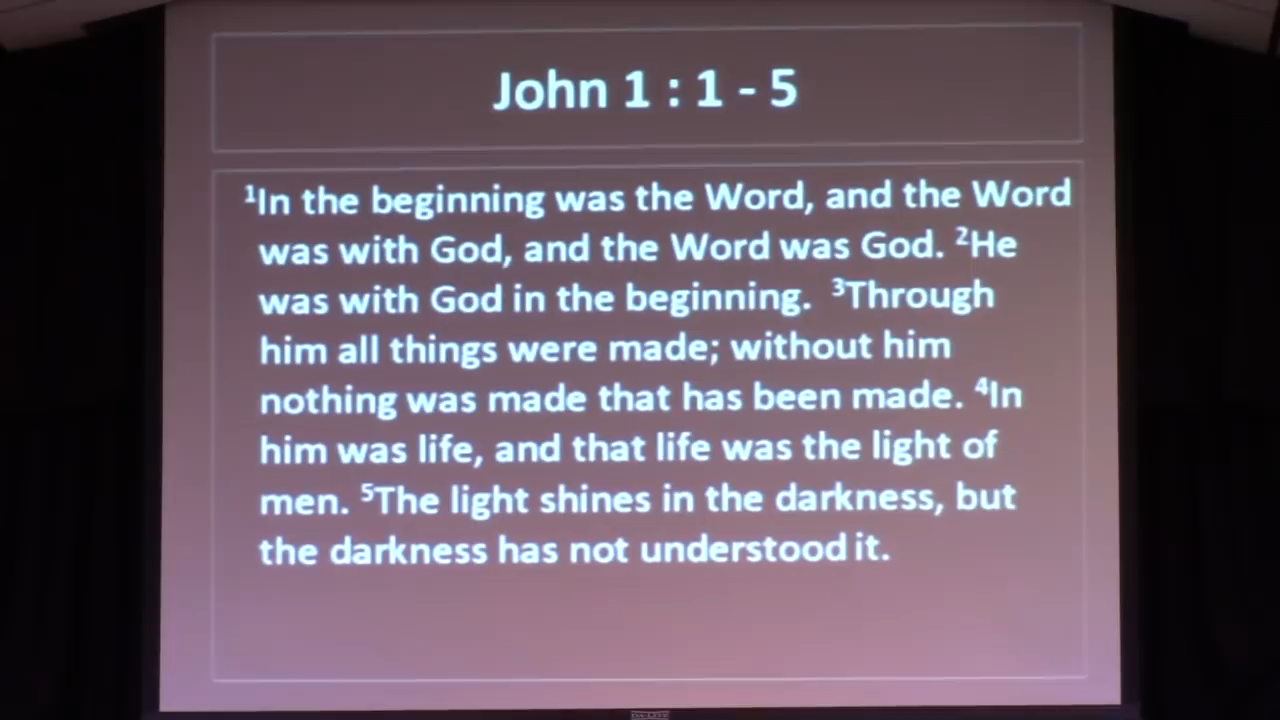 John 1 : 1 - 5
¹In the beginning was the Word, and the Word
was with God, and the Word was God. ²He
was with God in the beginning. ³Through
him all things were made; without him
nothing was made that has been made. ⁴In
him was life, and that life was the light of
men. ⁵The light shines in the darkness, but
the darkness has not understood it.